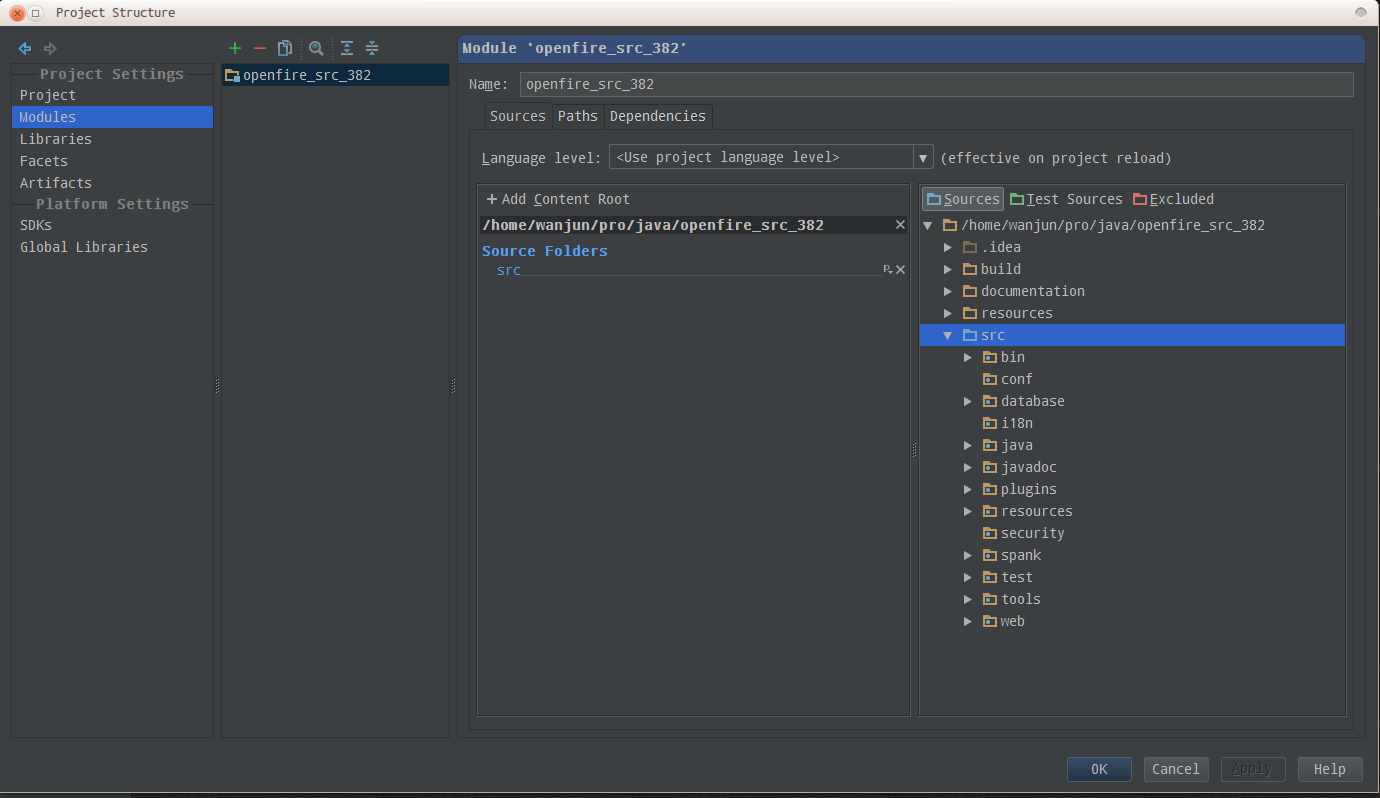 Project Structure
Project Settings
Project
Modules
Libraries
Facets
Artifacts
Platform Settings
SDKs
Global Libraries
openfire_src_382
Module 'openfire_src_382'
Name: openfire_src_382
Sources Paths Dependencies
Language level: <Use project language level> (effective on project reload)
+ Add Content Root
/home/wanjun/pro/java/openfire_src_382
Source Folders
src
Sources Test Sources Excluded
/home/wanjun/pro/java/openfire_src_382
.idea
build
documentation
resources
src
bin
conf
database
i18n
java
javadoc
plugins
resources
security
spank
test
tools
web
OK Cancel Apply Help